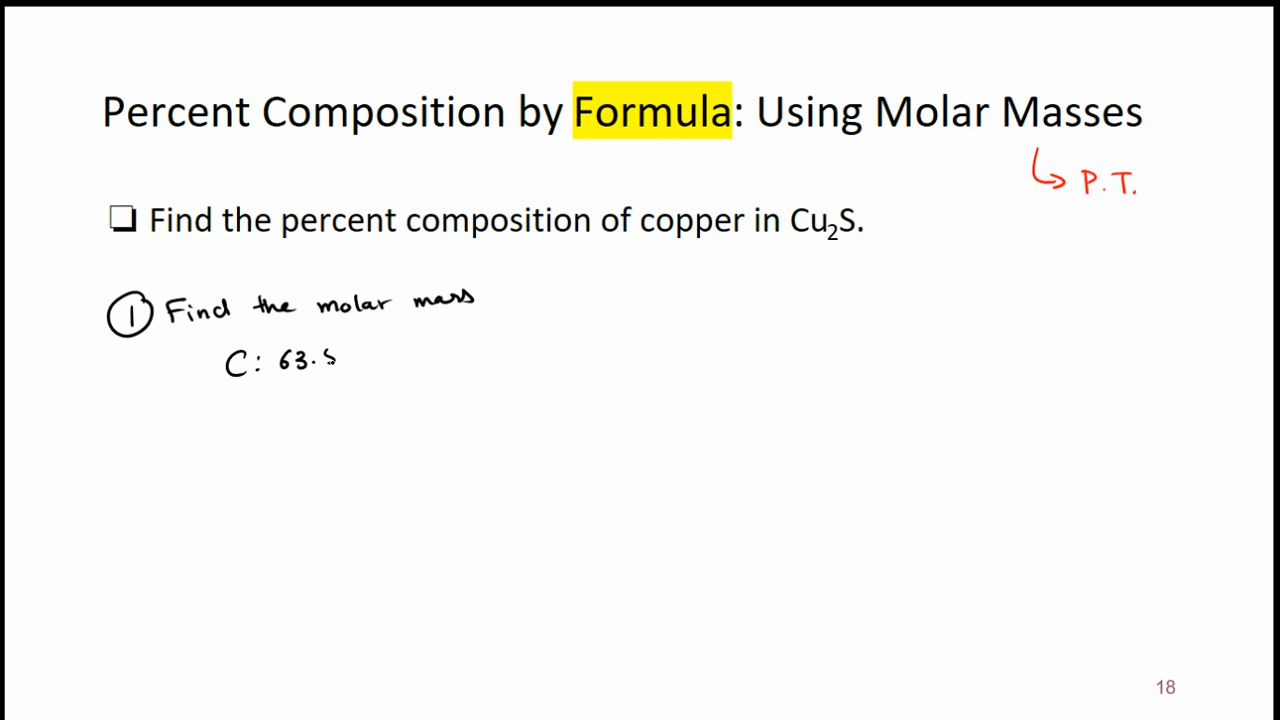 Percent Composition by Formula: Using Molar Masses
P.T.
❑ Find the percent composition of copper in Cu₂S.
① Find the molar mass
C: 63.5
18